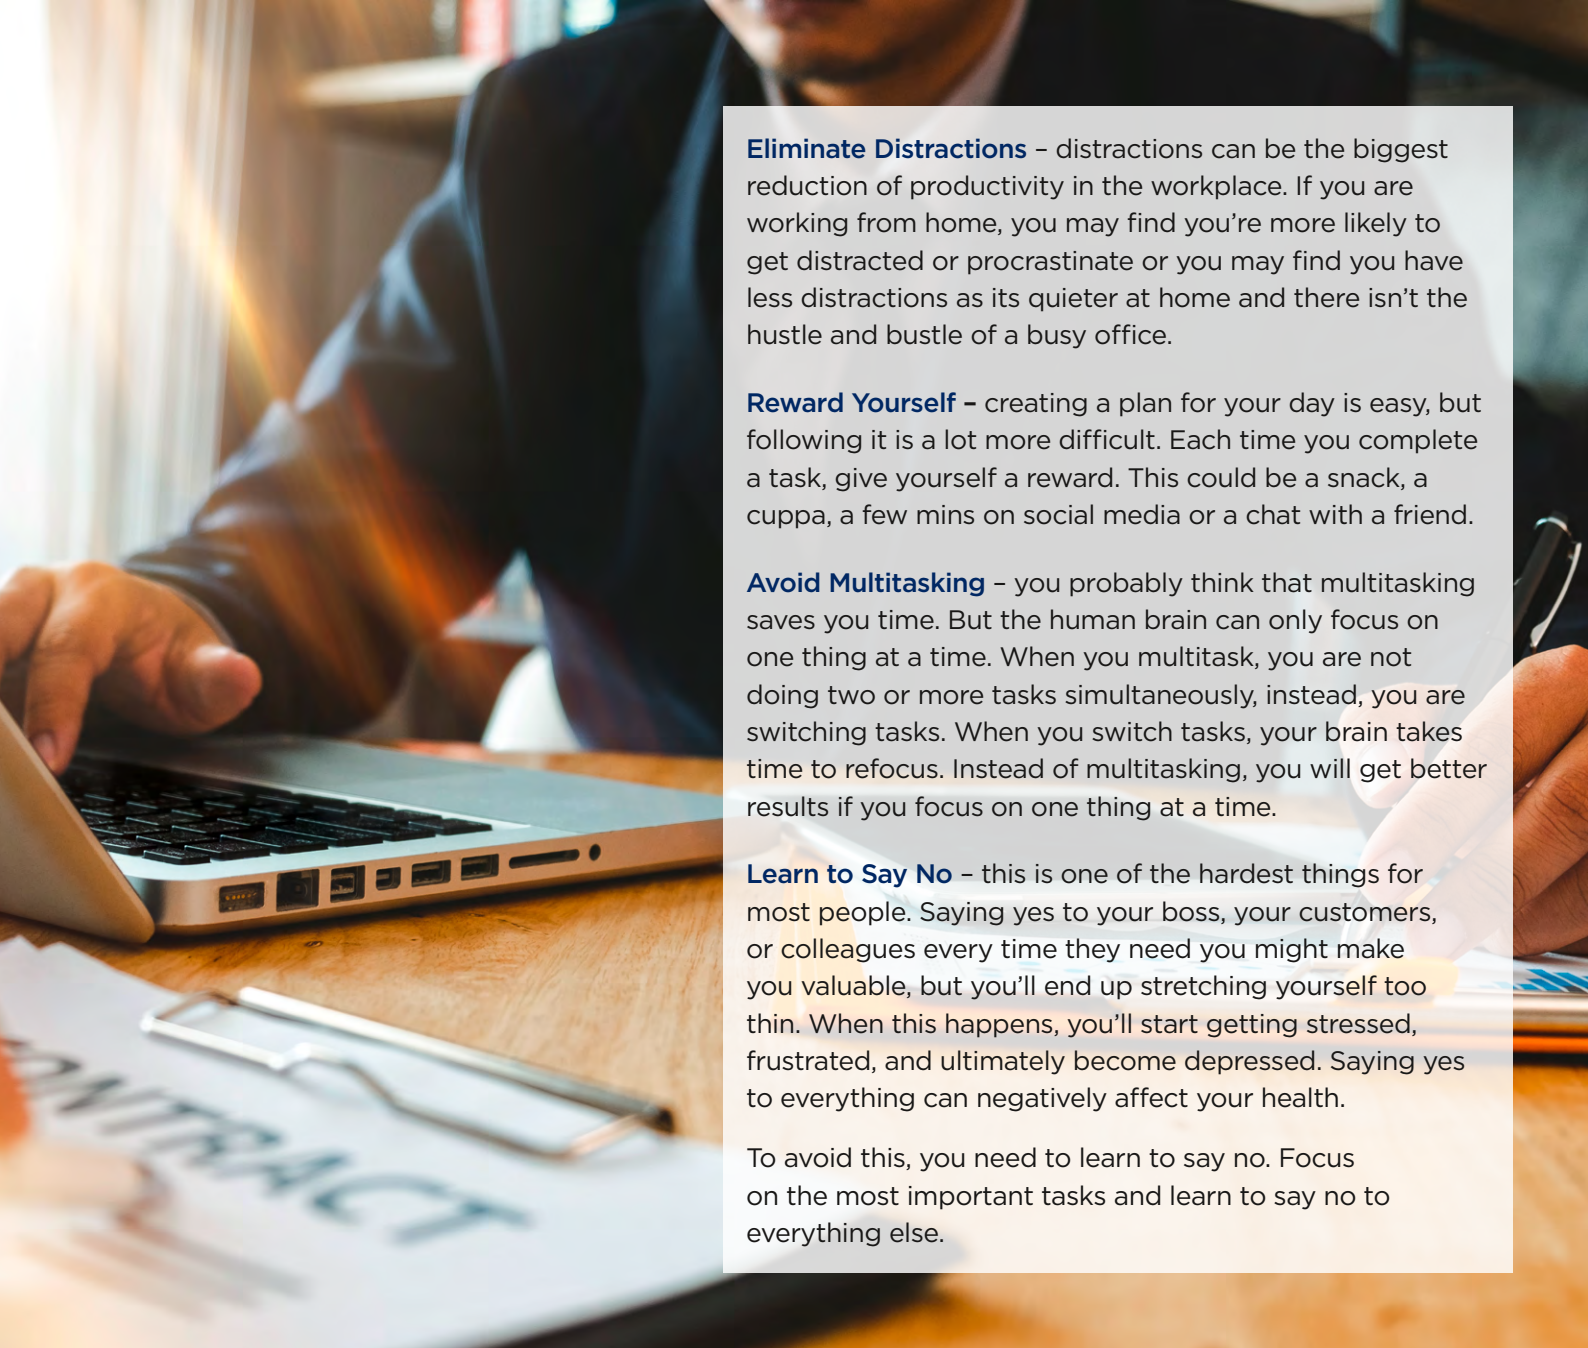 Eliminate Distractions – distractions can be the biggest
reduction of productivity in the workplace. If you are
working from home, you may find you’re more likely to
get distracted or procrastinate or you may find you have
less distractions as its quieter at home and there isn’t the
hustle and bustle of a busy office.
Reward Yourself – creating a plan for your day is easy, but
following it is a lot more difficult. Each time you complete
a task, give yourself a reward. This could be a snack, a
cuppa, a few mins on social media or a chat with a friend.
Avoid Multitasking – you probably think that multitasking
saves you time. But the human brain can only focus on
one thing at a time. When you multitask, you are not
doing two or more tasks simultaneously, instead, you are
switching tasks. When you switch tasks, your brain takes
time to refocus. Instead of multitasking, you will get better
results if you focus on one thing at a time.
Learn to Say No – this is one of the hardest things for
most people. Saying yes to your boss, your customers,
or colleagues every time they need you might make
you valuable, but you’ll end up stretching yourself too
thin. When this happens, you’ll start getting stressed,
frustrated, and ultimately become depressed. Saying yes
to everything can negatively affect your health.
To avoid this, you need to learn to say no. Focus
on the most important tasks and learn to say no to
everything else.
ONTRACT